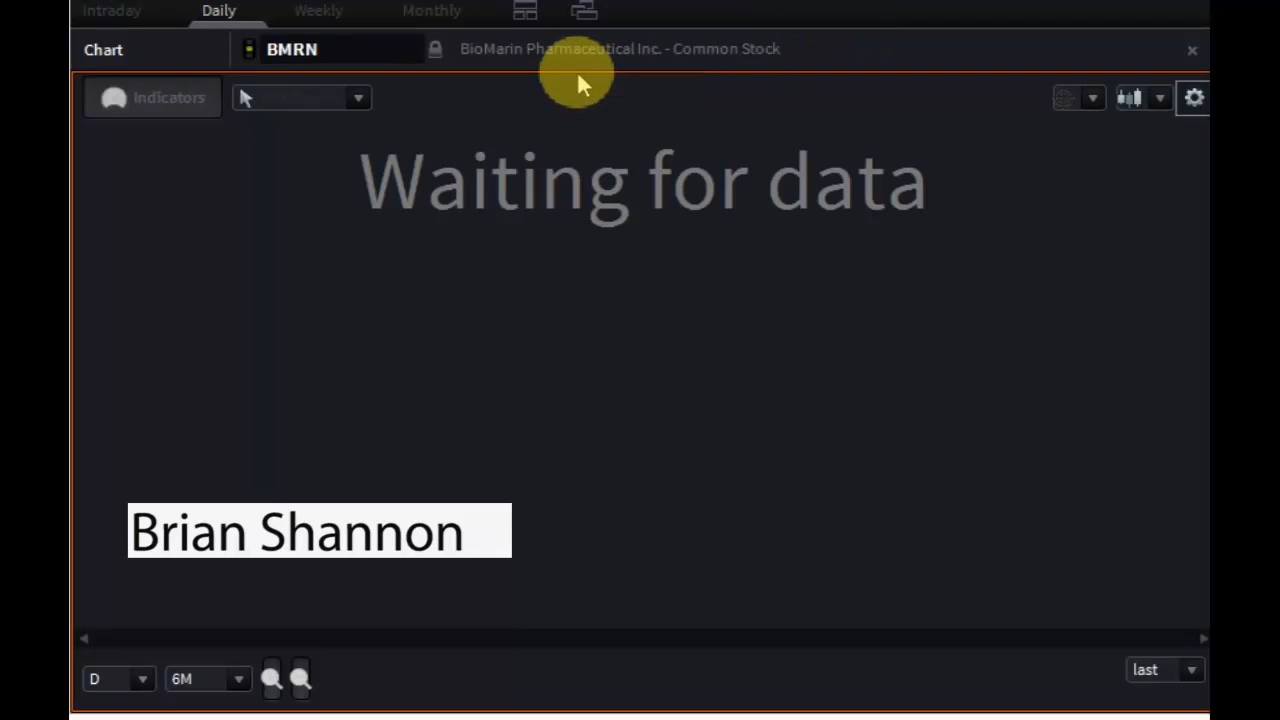 Intraday Daily Weekly Monthly
Chart BMRN BioMarin Pharmaceutical Inc. - Common Stock
Indicators
Waiting for data
Brian Shannon
D 6M last